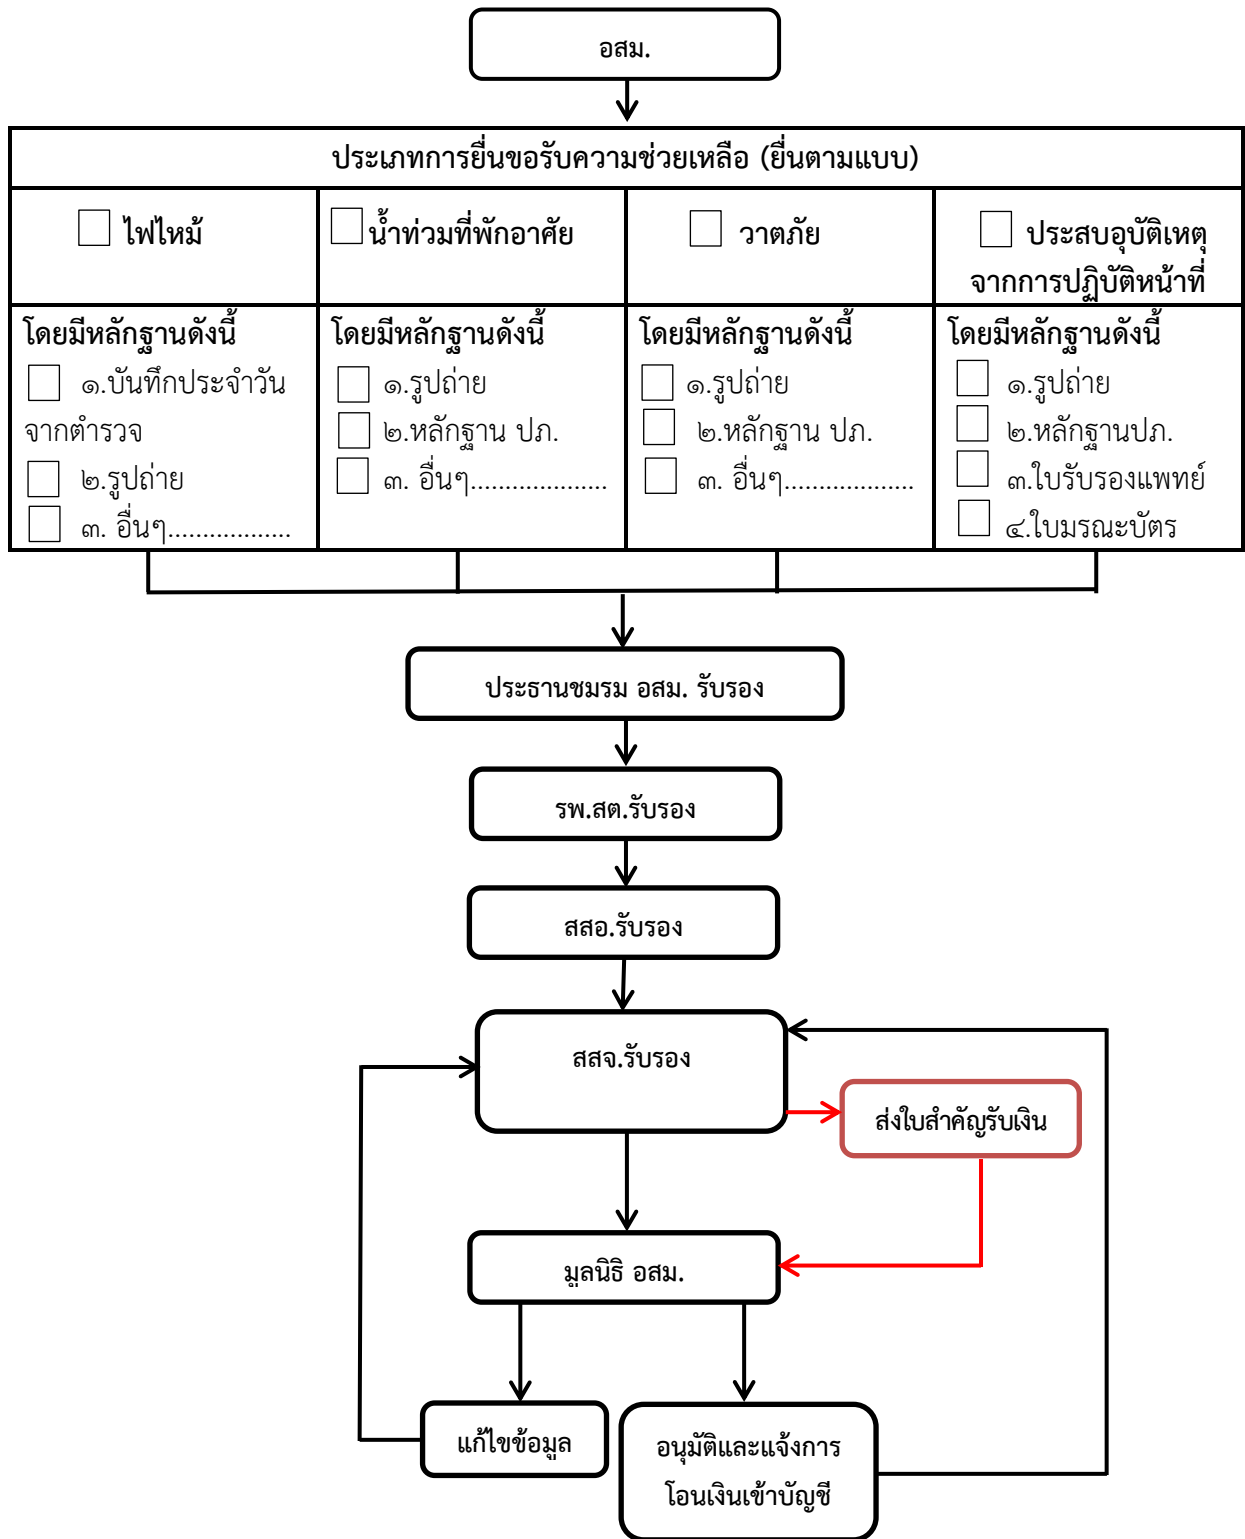 อสม.
ประเภทการยื่นขอรับความช่วยเหลือ (ยื่นตามแบบ)
ไฟไหม้
น้ำท่วมที่พักอาศัย
วาตภัย
ประสบอุบัติเหตุ
จากการปฏิบัติหน้าที่
โดยมีหลักฐานดังนี้
๑.บันทึกประจำวัน
จากตำรวจ
๒.รูปถ่าย
๓. อื่นๆ..................
โดยมีหลักฐานดังนี้
๑.รูปถ่าย
๒.หลักฐาน ปภ.
๓. อื่นๆ....................
โดยมีหลักฐานดังนี้
๑.รูปถ่าย
๒.หลักฐาน ปภ.
๓. อื่นๆ...................
โดยมีหลักฐานดังนี้
๑.รูปถ่าย
๒.หลักฐานปภ.
๓.ใบรับรองแพทย์
๔.ใบมรณะบัตร
ประธานชมรม อสม. รับรอง
รพ.สต.รับรอง
สสอ.รับรอง
สสจ.รับรอง
ส่งใบสำคัญรับเงิน
มูลนิธิ อสม.
แก้ไขข้อมูล
อนุมัติและแจ้งการ
โอนเงินเข้าบัญชี